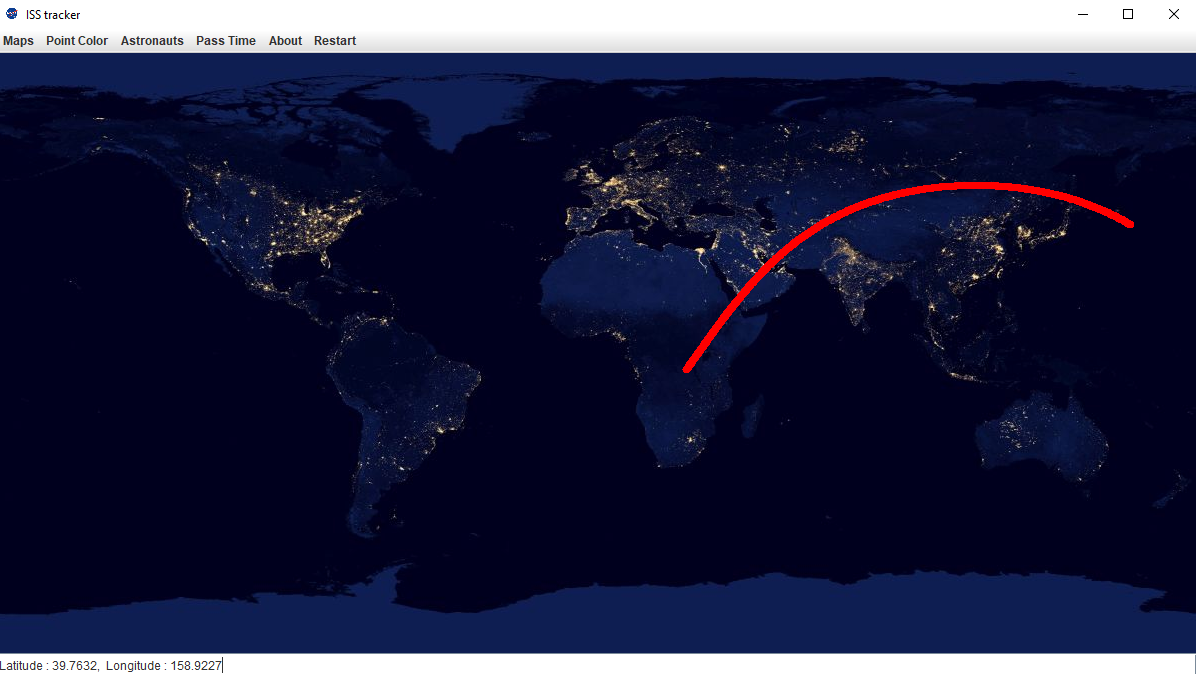 ISS tracker
Maps Point Color Astronauts Pass Time About Restart
Latitude : 39.7632, Longitude : 158.9227